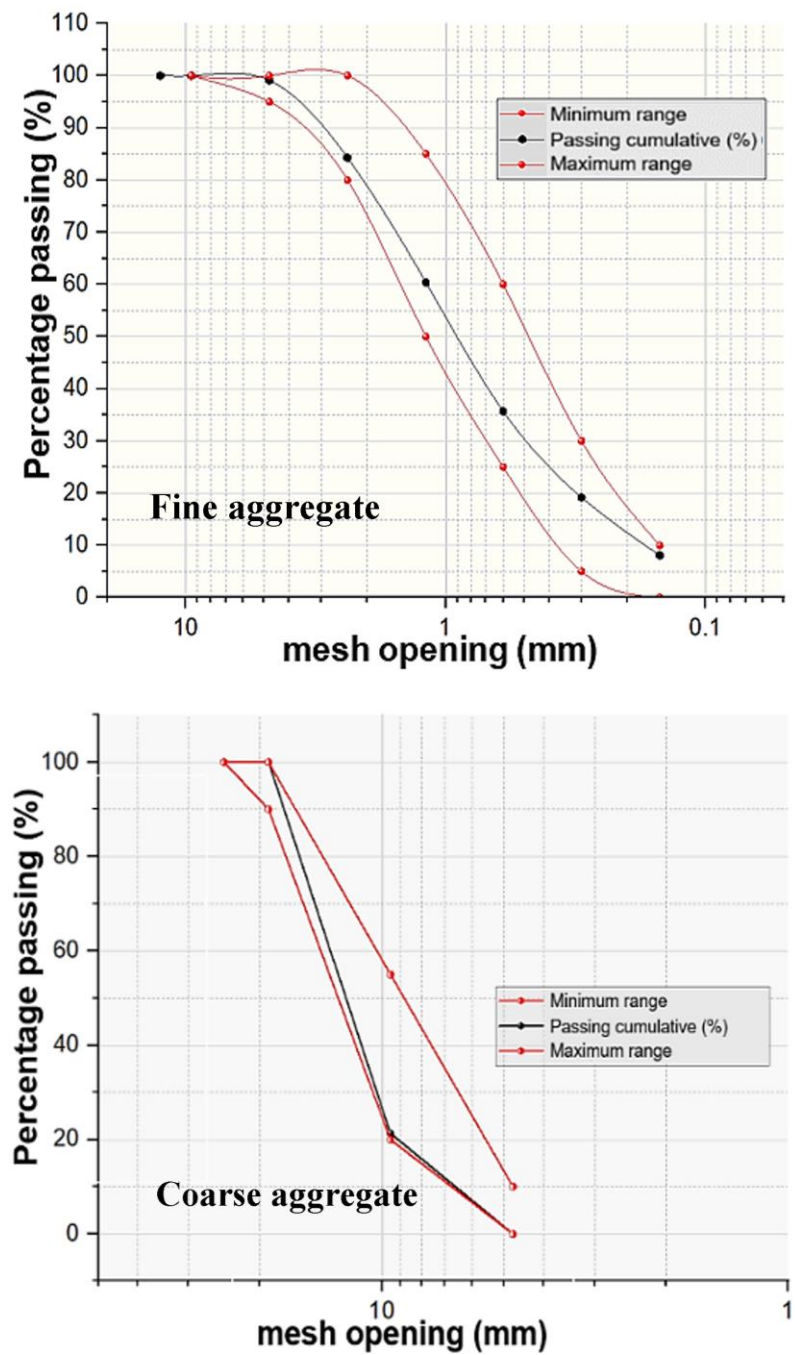 110
100
90
80
70
60
50
40
30
20
10
0
Percentage passing (%)
Minimum range
Passing cumulative (%)
Maximum range
Fine aggregate
10
1
0.1
mesh opening (mm)
100
80
60
40
20
0
Percentage passing (%)
Minimum range
Passing cumulative (%)
Maximum range
Coarse aggregate
10
1
mesh opening (mm)